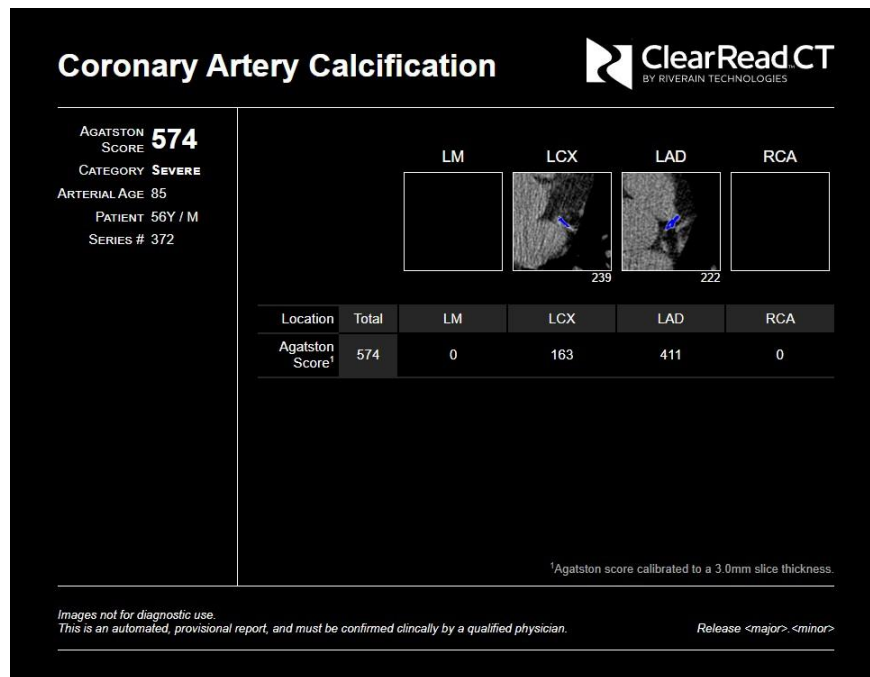 Coronary Artery Calcification
ClearRead CT
BY RIVERAIN TECHNOLOGIES
AGATSTON SCORE 574
CATEGORY SEVERE
ARTERIAL AGE 85
PATIENT 56Y / M
SERIES # 372
LM LCX LAD RCA
239 222
Location Total LM LCX LAD RCA
Agatston Score¹ 574 0 163 411 0
¹Agatston score calibrated to a 3.0mm slice thickness.
Images not for diagnostic use.
This is an automated, provisional report, and must be confirmed clincally by a qualified physician.
Release <major>.<minor>